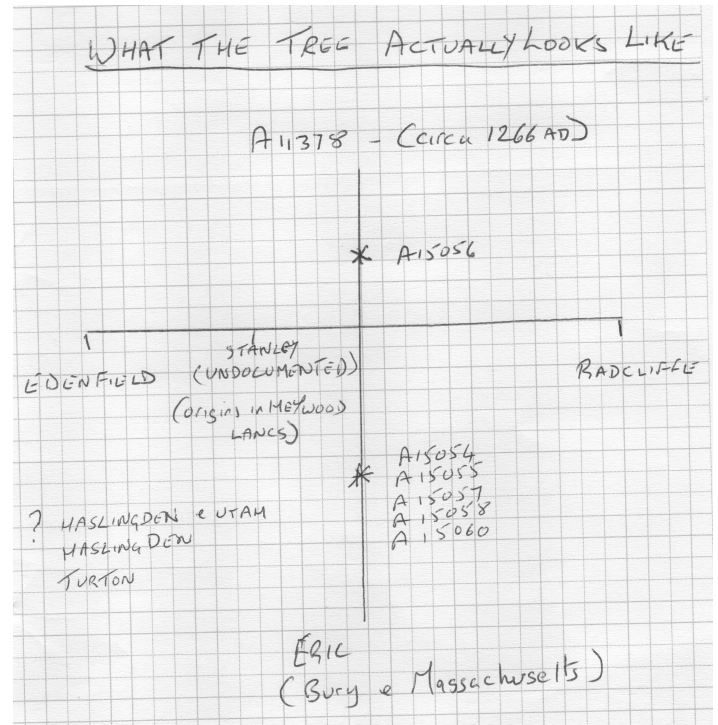 WHAT THE TREE ACTUALLY LOOKS LIKE
A11378 - (circa 1266 AD)
A15056
EDENFIELD
STANLEY
(UNDOCUMENTED)
(origins in HEYWOOD
LANCS)
RADCLIFFE
A15054
A15055
A15057
A15058
A15060
? HASLINGDEN & UTAH
HASLINGDEN
TURTON
ERIC
(Bury & Massachusetts)